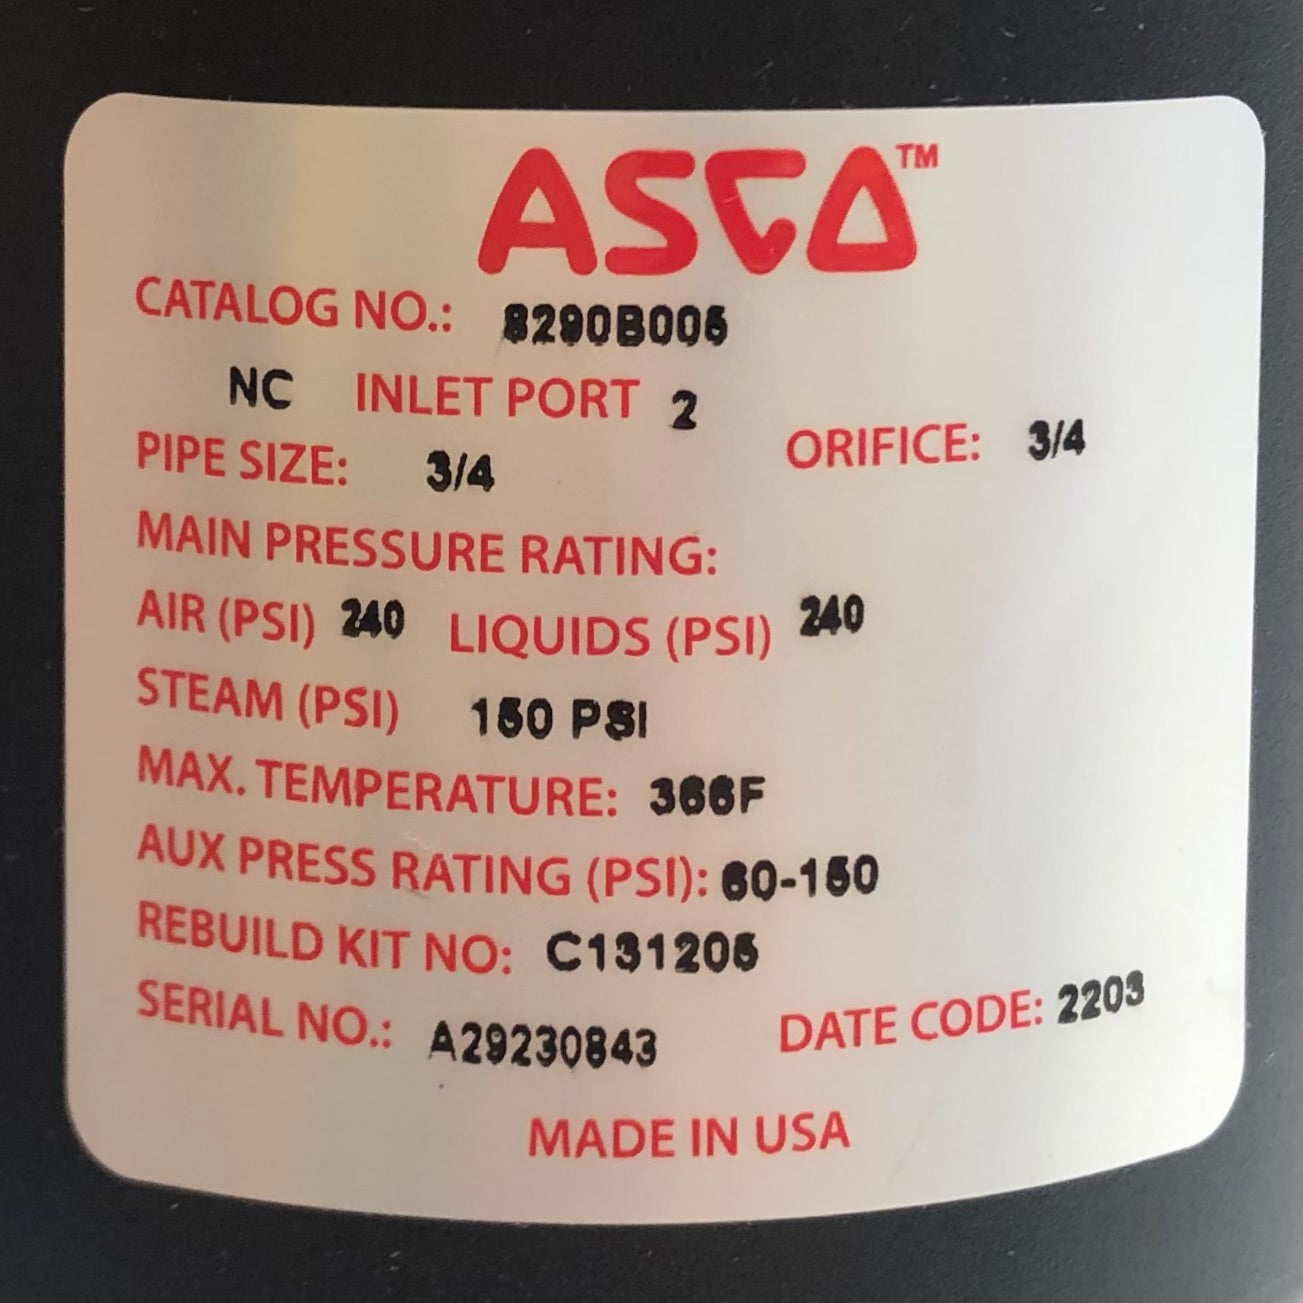 ASCO™
CATALOG NO.: 8290B005
NC INLET PORT 2
PIPE SIZE: 3/4 ORIFICE: 3/4
MAIN PRESSURE RATING:
AIR (PSI) 240 LIQUIDS (PSI) 240
STEAM (PSI) 150 PSI
MAX. TEMPERATURE: 366F
AUX PRESS RATING (PSI): 60-150
REBUILD KIT NO: C131205
SERIAL NO.: A29230843 DATE CODE: 2203
MADE IN USA